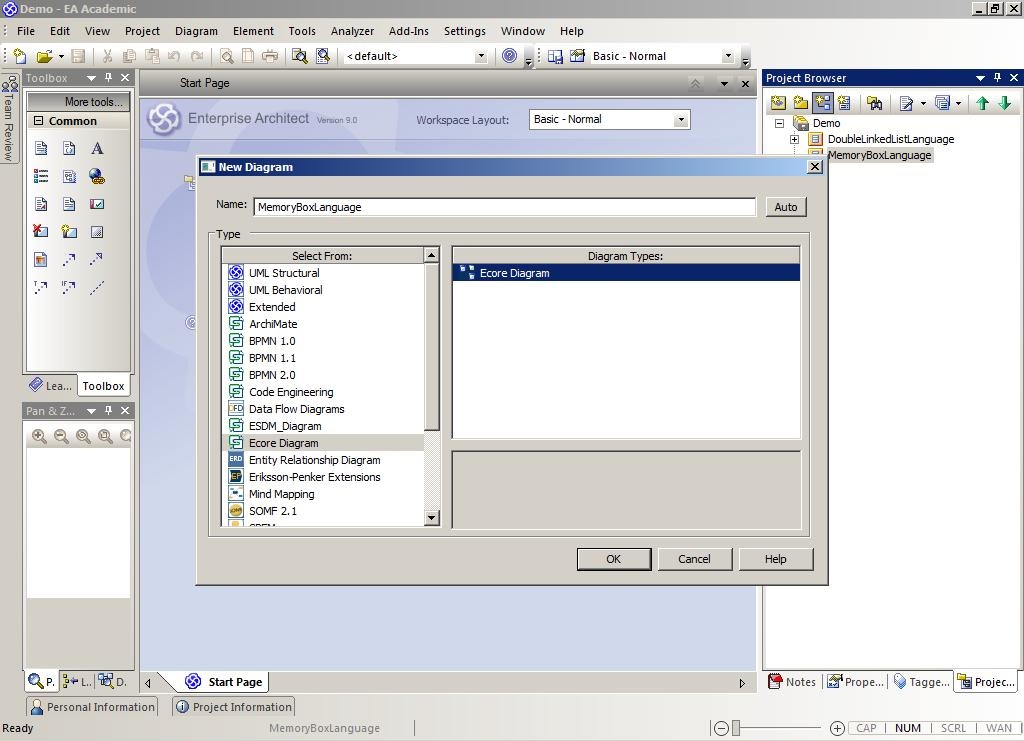 Demo - EA Academic
File Edit View Project Diagram Element Tools Analyzer Add-Ins Settings Window Help
<default> Basic - Normal
Team Review
Toolbox
More tools...
Common
Lea... Toolbox
Pan & Z...
P. L.. D.
Start Page
Enterprise Architect Version 9.0 Workspace Layout: Basic - Normal
New Diagram
Name: MemoryBoxLanguage Auto
Type
Select From:
UML Structural
UML Behavioral
Extended
ArchiMate
BPMN 1.0
BPMN 1.1
BPMN 2.0
Code Engineering
DFD Data Flow Diagrams
ESDM_Diagram
Ecore Diagram
ERD Entity Relationship Diagram
EP Eriksson-Penker Extensions
Mind Mapping
SOMF 2.1
Diagram Types:
Ecore Diagram
OK Cancel Help
Start Page
Project Browser
Demo
DoubleLinkedListLanguage
MemoryBoxLanguage
Notes Prope... Tagge... Projec...
Personal Information Project Information
Ready MemoryBoxLanguage CAP NUM SCRL WAN